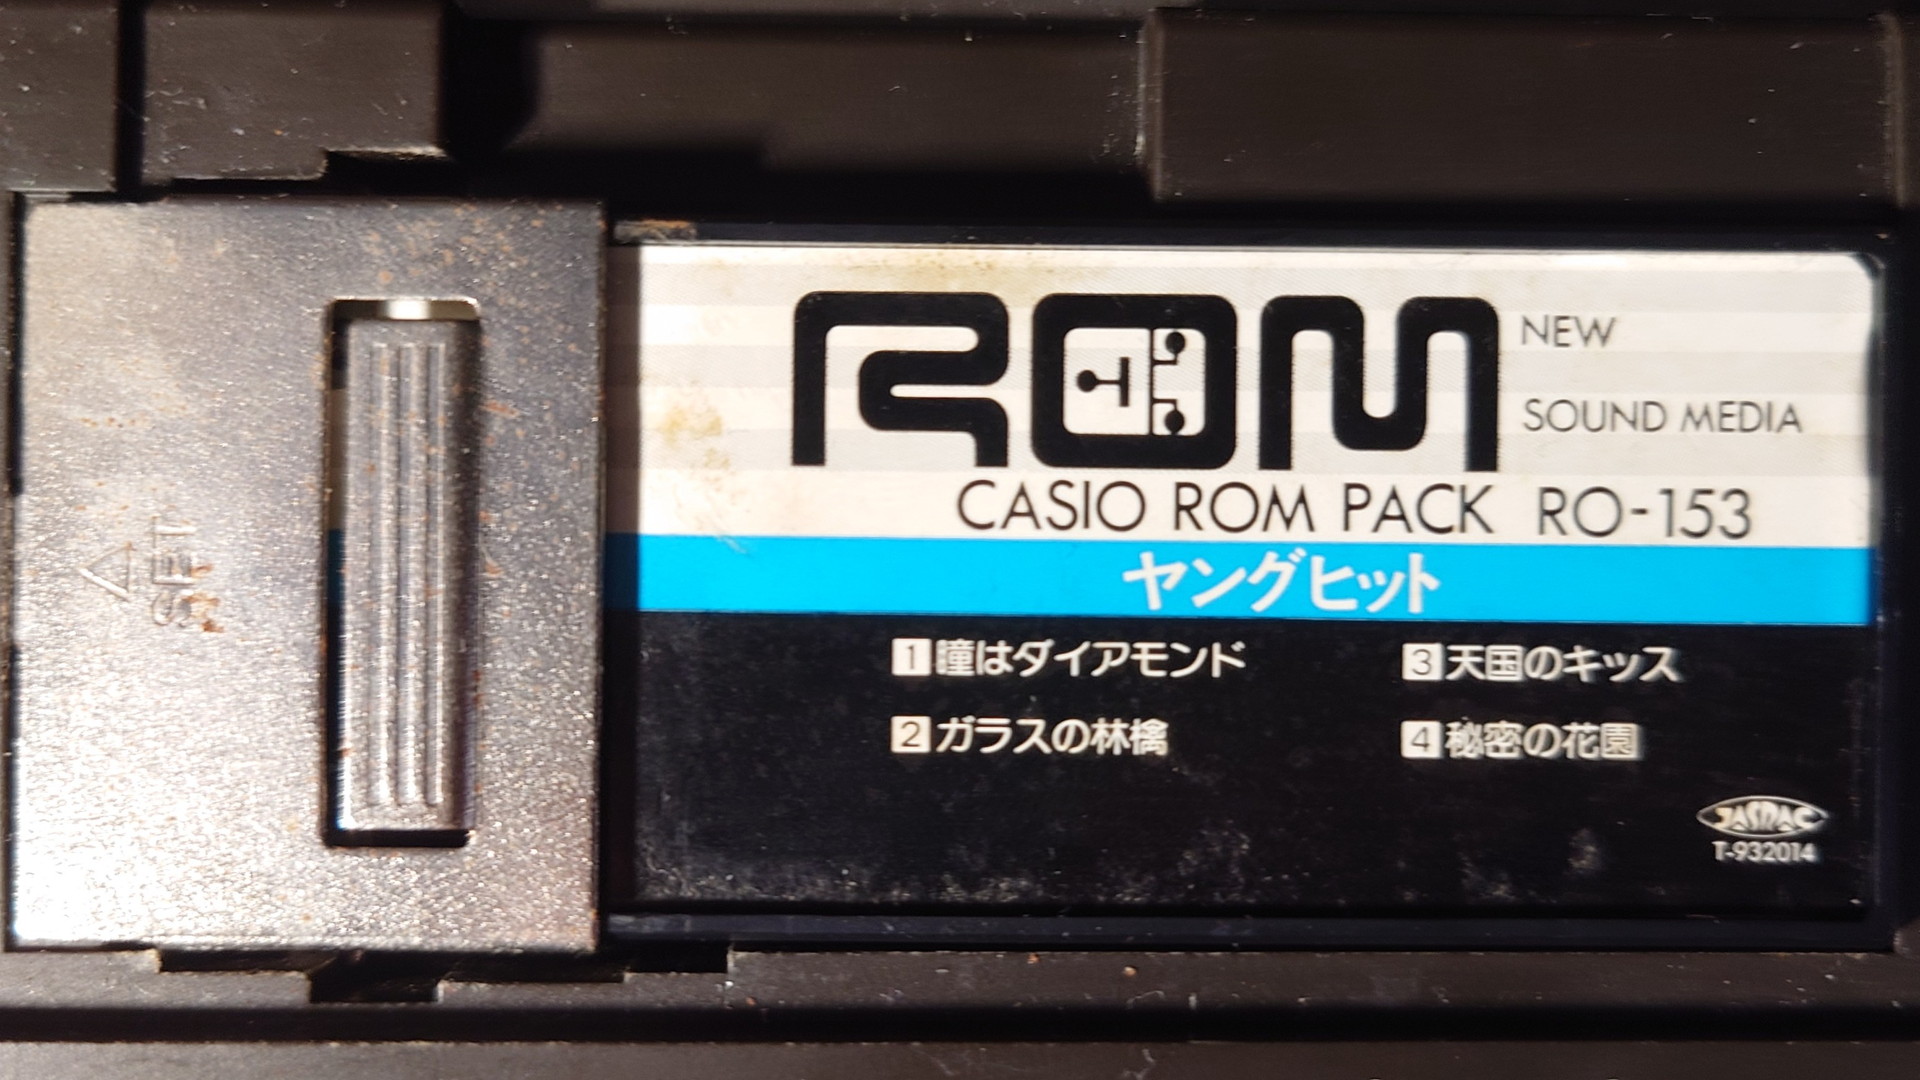 SET
ROM
NEW
SOUND MEDIA
CASIO ROM PACK RO-153
ヤングヒット
1 瞳はダイアモンド
2 ガラスの林檎
3 天国のキッス
4 秘密の花園
JASRAC
T-932014